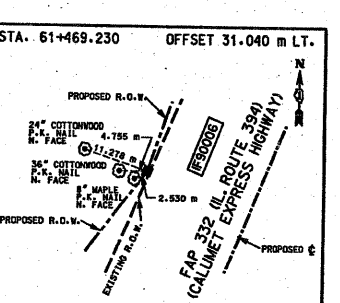 STA. 61+469.230 OFFSET 31.040 m LT.
N
PROPOSED R.O.W.
24" COTTONWOOD
P.K. NAIL
N. FACE
4.755 m
11.278 m
36" COTTONWOOD
P.K. NAIL
N. FACE
8" MAPLE
P.K. NAIL
N. FACE
2.530 m
IF90006
FAP 332 (IL. ROUTE 394)
(CALUMET EXPRESS HIGHWAY)
PROPOSED R.O.W.
EXISTING R.O.W.
PROPOSED ℄